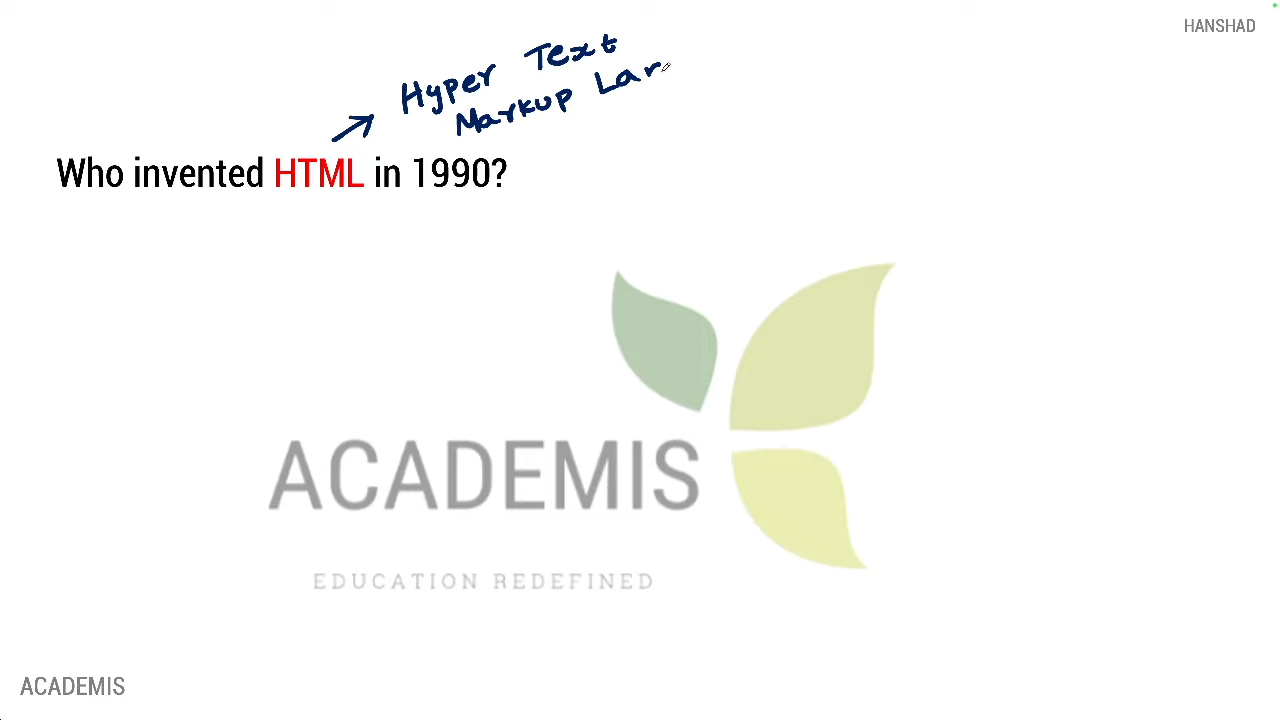 HANSHAD
Hyper Text
Markup
Who invented HTML in 1990?
ACADEMIS
EDUCATION REDEFINED
ACADEMIS